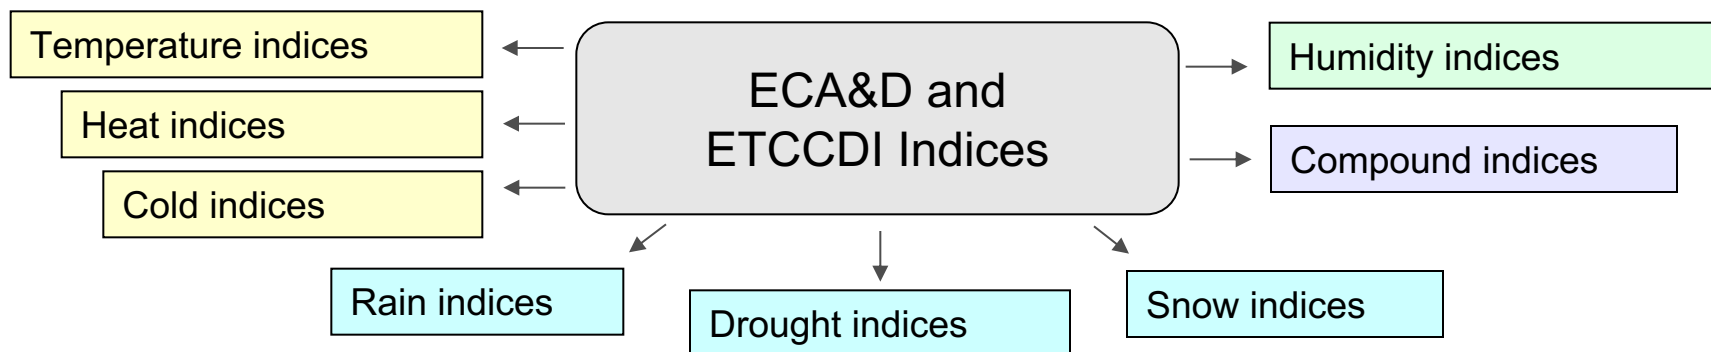 Temperature indices
Heat indices
Cold indices
ECA&D and
ETCCDI Indices
Humidity indices
Compound indices
Rain indices
Drought indices
Snow indices